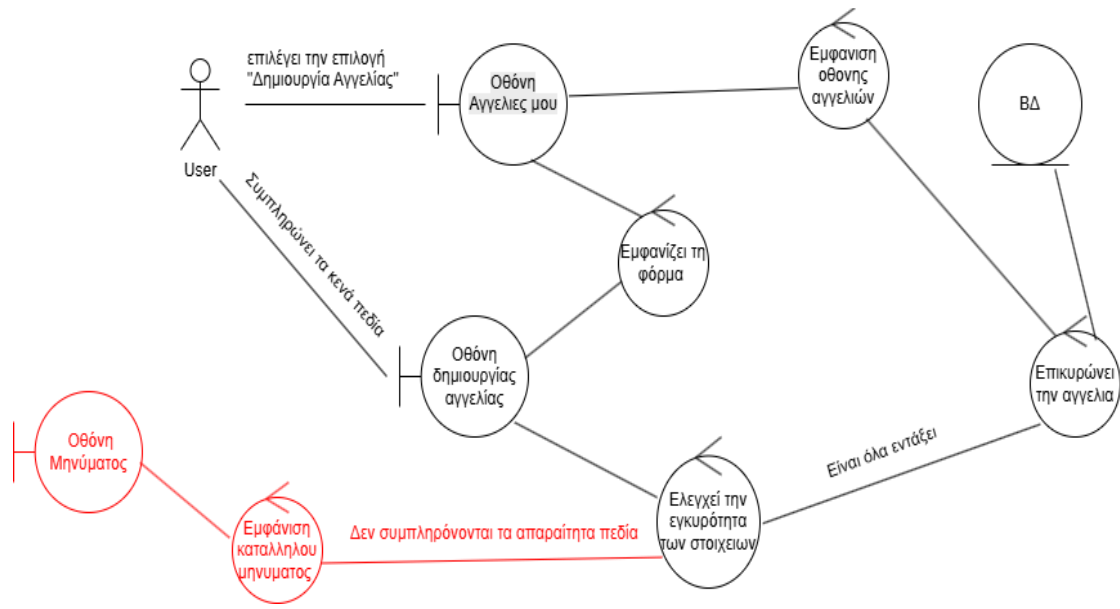 επιλέγει την επιλογή
"Δημιουργία Αγγελίας"
Οθόνη
Αγγελιες μου
Εμφανιση
οθονης
αγγελιών
ΒΔ
User
Συμπληρώνει τα κενά πεδία
Εμφανίζει τη
φόρμα
Οθόνη
δημιουργίας
αγγελίας
Επικυρώνει
την αγγελια
Οθόνη
Μηνύματος
Είναι όλα εντάξει
Ελεγχεί την
εγκυρότητα
των στοιχειων
Εμφάνιση
καταλληλου
μηνυματος
Δεν συμπληρόνονται τα απαραίτητα πεδία